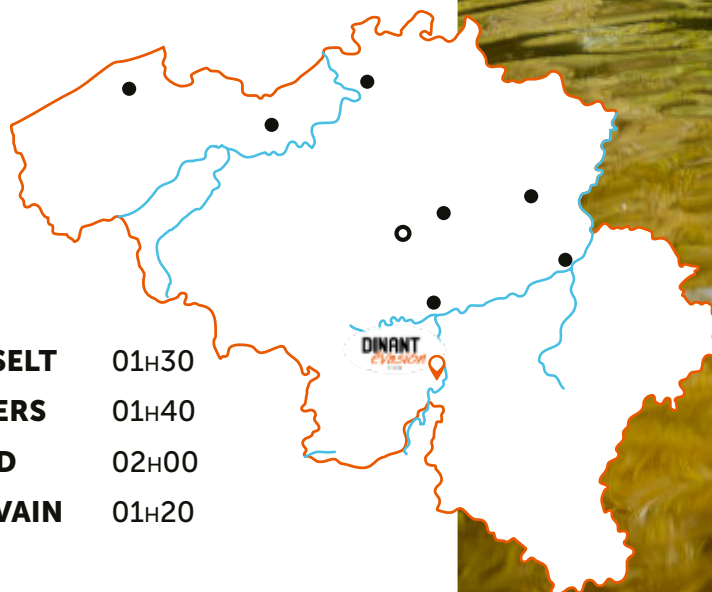 DINANT
évasion
SELT 01H30
ERS 01H40
D 02H00
VAIN 01H20